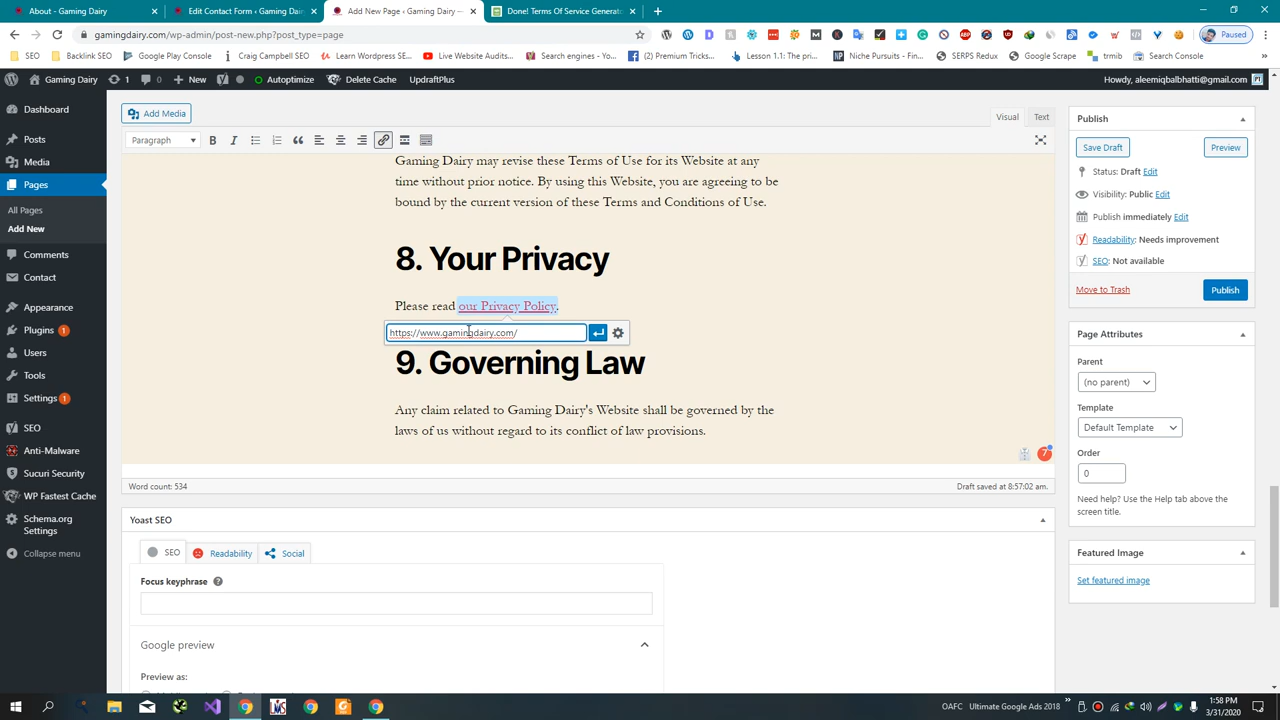 About - Gaming Dairy
Edit Contact Form ‹ Gaming Dair
Add New Page ‹ Gaming Dairy —
Done! Terms Of Service Generato
gamingdairy.com/wp-admin/post-new.php?post_type=page
Paused
SEO
Backlink SEO
Google Play Console
Craig Campbell SEO
Learn WordPress SE...
Live Website Audits...
Search engines - Yo...
(2) Premium Tricks...
Lesson 1.1: The pri...
Niche Pursuits - Fin...
SERPS Redux
Google Scrape
trmib
Search Console
Gaming Dairy
1
0
New
Autoptimize
Delete Cache
UpdraftPlus
Howdy, aleemiqbalbhatti@gmail.com
Dashboard
Posts
Media
Pages
All Pages
Add New
Comments
Contact
Appearance
Plugins 1
Users
Tools
Settings 1
SEO
Anti-Malware
Sucuri Security
WP Fastest Cache
Schema.org
Settings
Collapse menu
Add Media
Visual
Text
Paragraph
B
I
Gaming Dairy may revise these Terms of Use for its Website at any
time without prior notice. By using this Website, you are agreeing to be
bound by the current version of these Terms and Conditions of Use.
8. Your Privacy
Please read our Privacy Policy.
https://www.gamingdairy.com/
9. Governing Law
Any claim related to Gaming Dairy's Website shall be governed by the
laws of us without regard to its conflict of law provisions.
7
Word count: 534
Draft saved at 8:57:02 am.
Yoast SEO
SEO
Readability
Social
Focus keyphrase
Google preview
Preview as:
Publish
Save Draft
Preview
Status: Draft Edit
Visibility: Public Edit
Publish immediately Edit
Readability: Needs improvement
SEO: Not available
Move to Trash
Publish
Page Attributes
Parent
(no parent)
Template
Default Template
Order
0
Need help? Use the Help tab above the
screen title.
Featured Image
Set featured image
OAFC
Ultimate Google Ads 2018
1:58 PM
3/31/2020